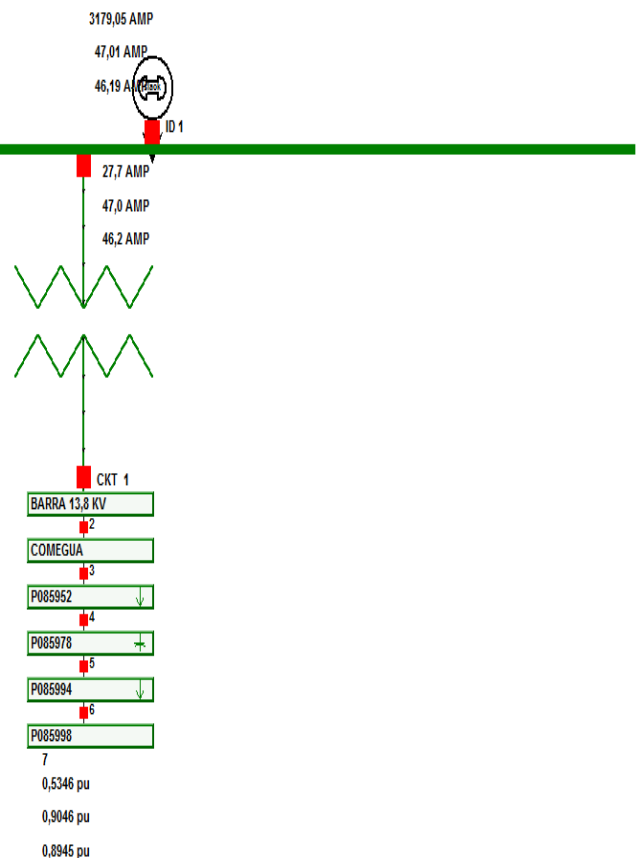 3179,05 AMP
47,01 AMP
46,19 AMP
Slack
ID 1
27,7 AMP
47,0 AMP
46,2 AMP
CKT 1
BARRA 13,8 KV
2
COMEGUA
3
P085952
4
P085978
5
P085994
6
P085998
7
0,5346 pu
0,9046 pu
0,8945 pu